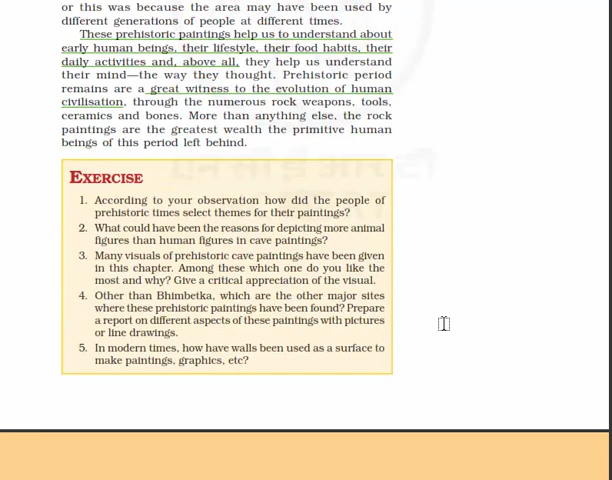 or this was because the area may have been used by
different generations of people at different times.
These prehistoric paintings help us to understand about
early human beings, their lifestyle, their food habits, their
daily activities and, above all, they help us understand
their mind—the way they thought. Prehistoric period
remains are a great witness to the evolution of human
civilisation, through the numerous rock weapons, tools,
ceramics and bones. More than anything else, the rock
paintings are the greatest wealth the primitive human
beings of this period left behind.
EXERCISE
1. According to your observation how did the people of
prehistoric times select themes for their paintings?
2. What could have been the reasons for depicting more animal
figures than human figures in cave paintings?
3. Many visuals of prehistoric cave paintings have been given
in this chapter. Among these which one do you like the
most and why? Give a critical appreciation of the visual.
4. Other than Bhimbetka, which are the other major sites
where these prehistoric paintings have been found? Prepare
a report on different aspects of these paintings with pictures
or line drawings.
5. In modern times, how have walls been used as a surface to
make paintings, graphics, etc?